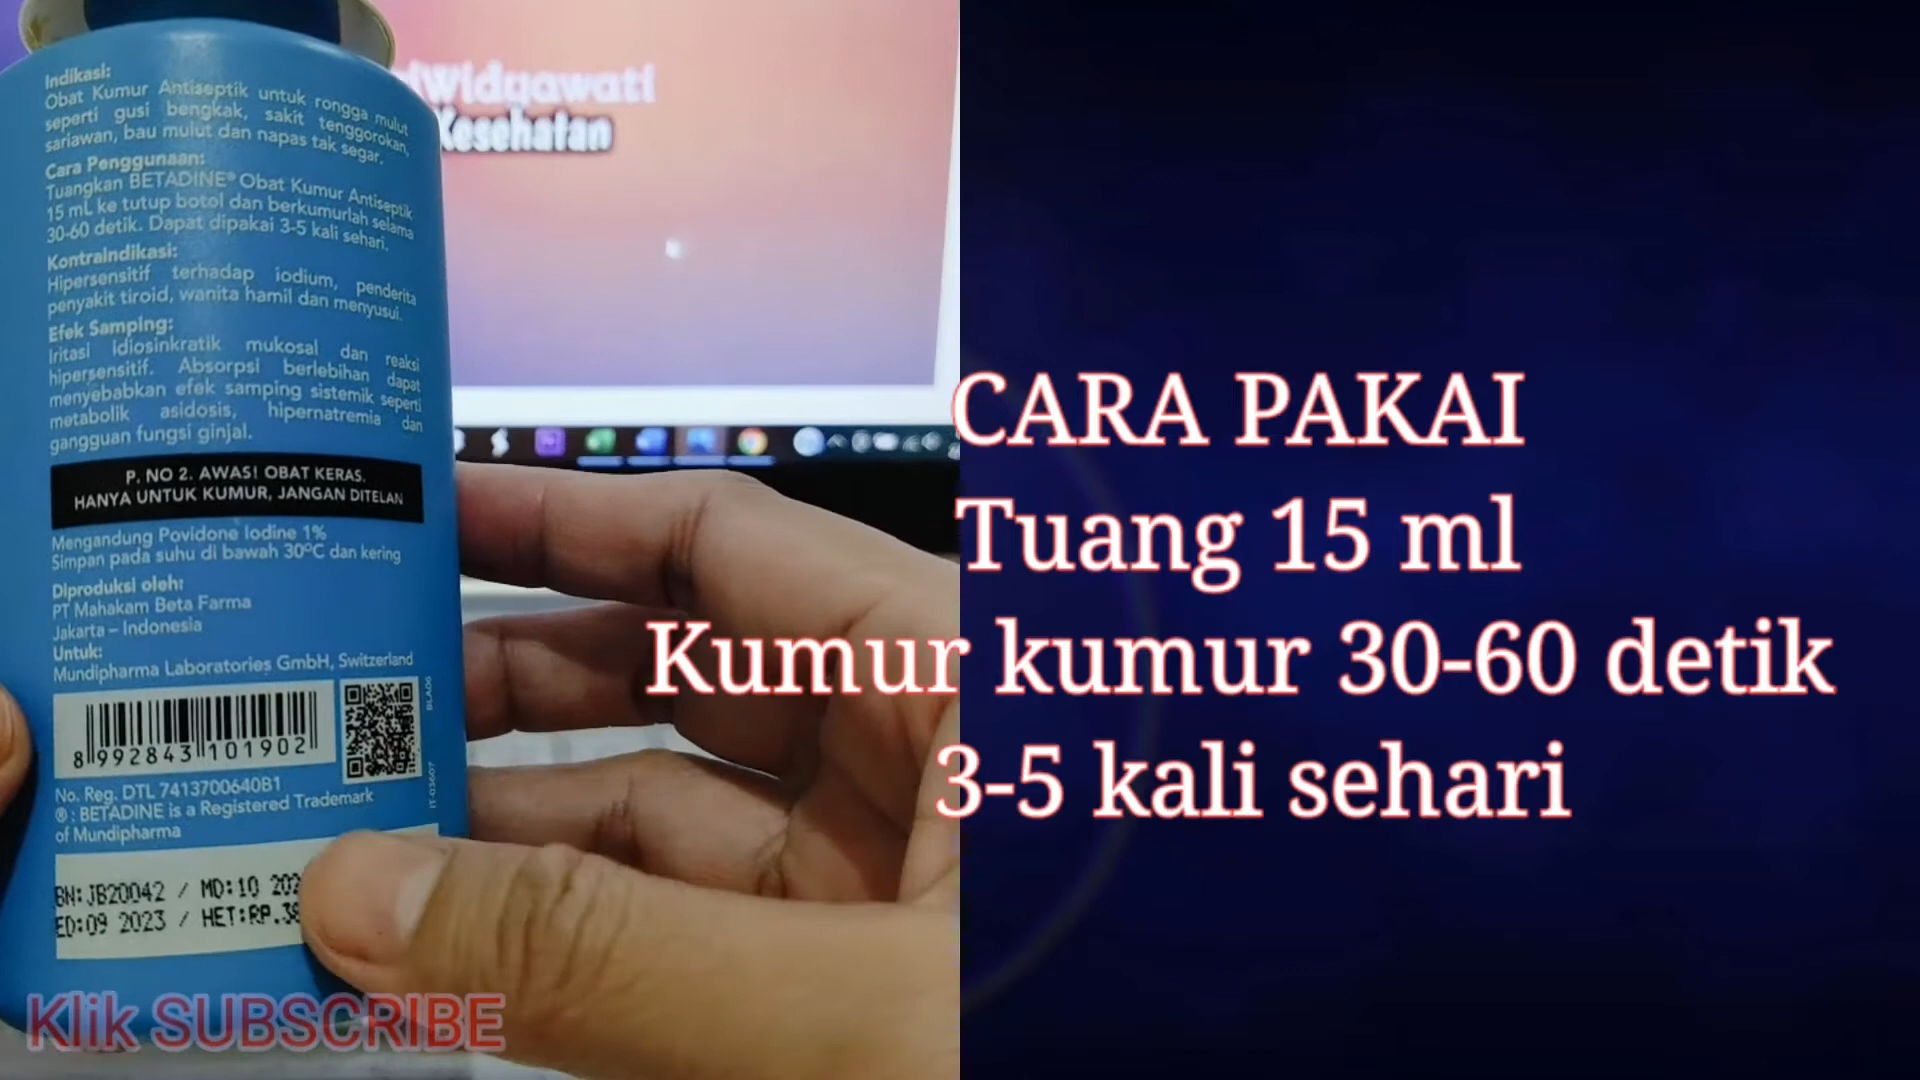 Indikasi:
Obat Kumur Antiseptik untuk rongga mulut
seperti gusi bengkak, sakit tenggorokan,
sariawan, bau mulut dan napas tak segar.
Cara Penggunaan:
Tuangkan BETADINE® Obat Kumur Antiseptik
15 mL ke tutup botol dan berkumurlah selama
30-60 detik. Dapat dipakai 3-5 kali sehari.
Kontraindikasi:
Hipersensitif terhadap iodium, penderita
penyakit tiroid, wanita hamil dan menyusui.
Efek Samping:
Iritasi idiosinkratik mukosal dan reaksi
hipersensitif. Absorpsi berlebihan dapat
menyebabkan efek samping sistemik seperti
metabolik asidosis, hipernatremia dan
gangguan fungsi ginjal.
P. NO 2. AWAS! OBAT KERAS.
HANYA UNTUK KUMUR, JANGAN DITELAN
Mengandung Povidone Iodine 1%
Simpan pada suhu di bawah 30°C dan kering
Diproduksi oleh:
PT Mahakam Beta Farma
Jakarta – Indonesia
Untuk:
Mundipharma Laboratories GmbH, Switzerland
8 992843 101902
BLA06
IT-03607
No. Reg. DTL 7413700640B1
® : BETADINE is a Registered Trademark
of Mundipharma
BN:JB20042 / MD:10
ED:09 2023 / HET:RP.
Kesehatan
CARA PAKAI
Tuang 15 ml
Kumur kumur 30-60 detik
3-5 kali sehari
Klik SUBSCRIBE